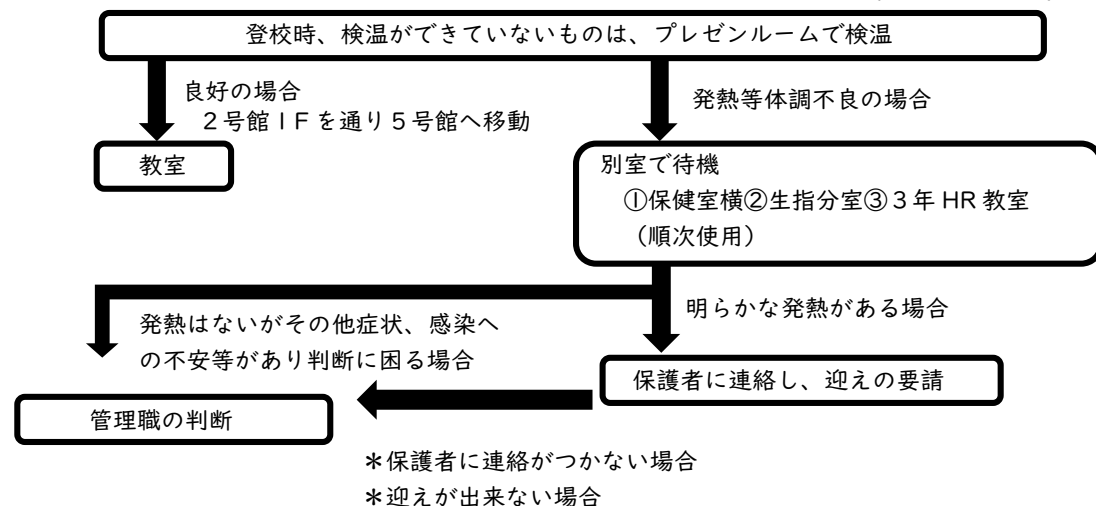 登校時、検温ができていないものは、プレゼンルームで検温
良好の場合
２号館１Fを通り５号館へ移動
発熱等体調不良の場合
教室
別室で待機
①保健室横②生指分室③３年HR教室
（順次使用）
発熱はないがその他症状、感染へ
の不安等があり判断に困る場合
明らかな発熱がある場合
保護者に連絡し、迎えの要請
管理職の判断
＊保護者に連絡がつかない場合
＊迎えが出来ない場合